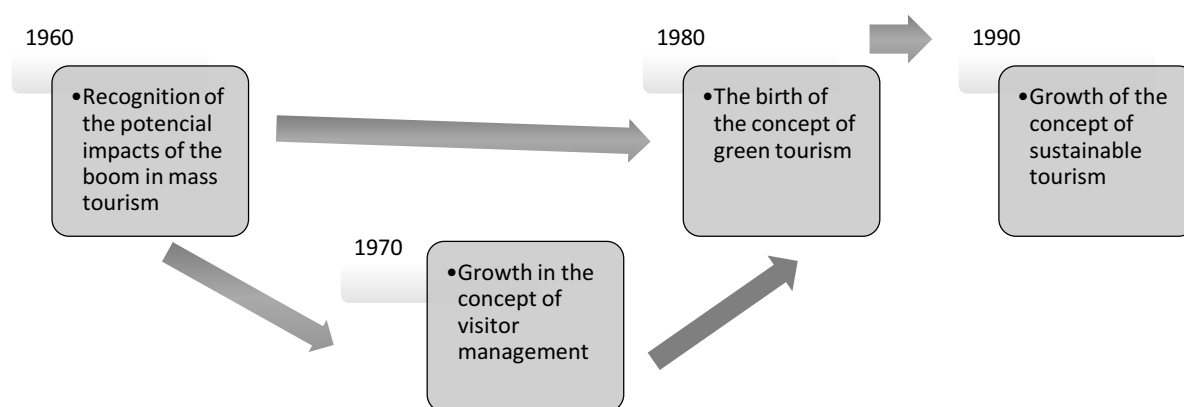 1960
•Recognition of
the potencial
impacts of the
boom in mass
tourism
1970
•Growth in the
concept of
visitor
management
1980
•The birth of
the concept of
green tourism
1990
•Growth of the
concept of
sustainable
tourism